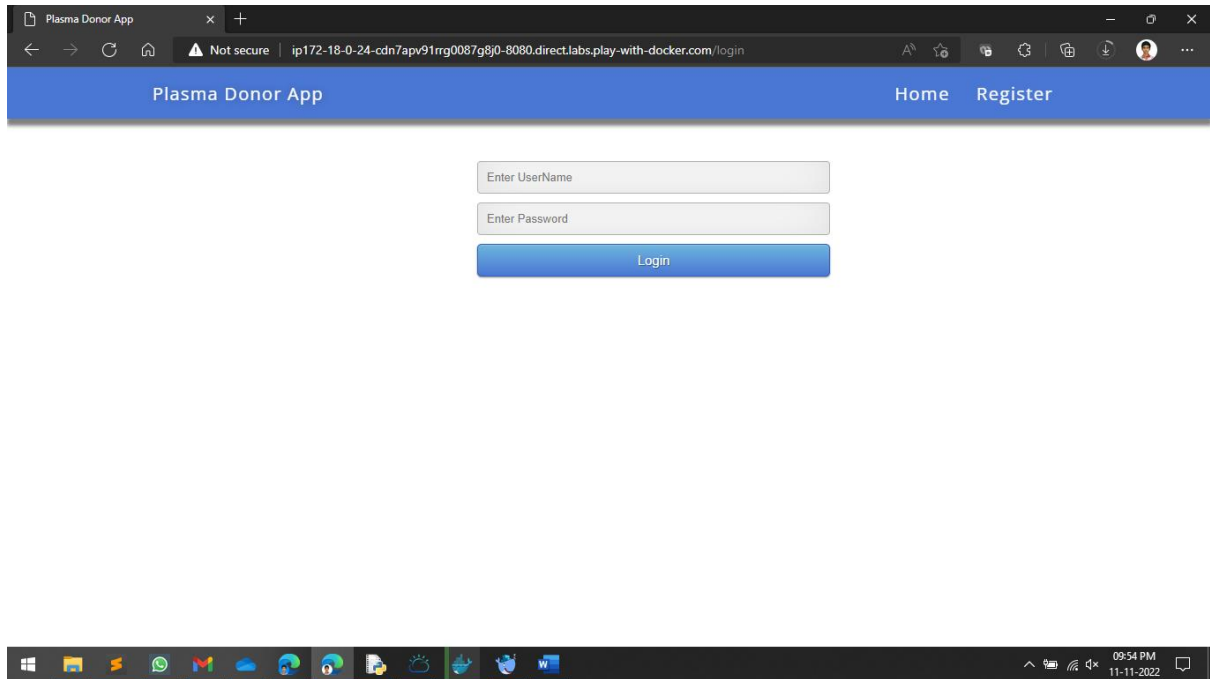 Plasma Donor App
Not secure ip172-18-0-24-cdn7apv91rrg0087g8j0-8080.direct.labs.play-with-docker.com/login
Plasma Donor App Home Register
Enter UserName
Enter Password
Login
09:54 PM
11-11-2022